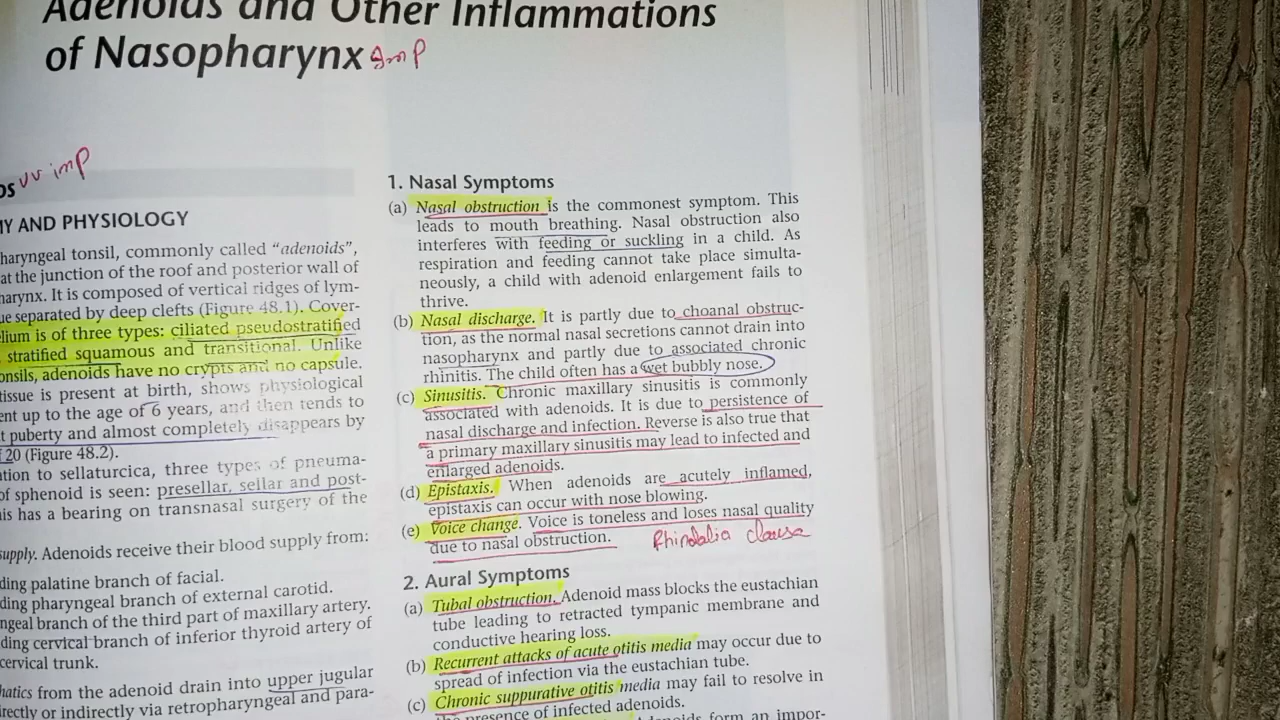 Adenoids and Other Inflammations
of Nasopharynx Imp
vv imp
Y AND PHYSIOLOGY
haryngeal tonsil, commonly called “adenoids”,
at the junction of the roof and posterior wall of
harynx. It is composed of vertical ridges of lym-
ue separated by deep clefts (Figure 48.1). Cover-
lium is of three types: ciliated pseudostratified
stratified squamous and transitional. Unlike
onsils, adenoids have no crypts and no capsule.
tissue is present at birth, shows physiological
ent up to the age of 6 years, and then tends to
t puberty and almost completely disappears by
20 (Figure 48.2).
ation to sellaturcica, three types of pneuma-
of sphenoid is seen: presellar, sellar and post-
his has a bearing on transnasal surgery of the
supply. Adenoids receive their blood supply from:
ding palatine branch of facial.
ding pharyngeal branch of external carotid.
ngeal branch of the third part of maxillary artery.
ding cervical branch of inferior thyroid artery of
cervical trunk.
hatics from the adenoid drain into upper jugular
irectly or indirectly via retropharyngeal and para-
1. Nasal Symptoms
(a) Nasal obstruction is the commonest symptom. This
leads to mouth breathing. Nasal obstruction also
interferes with feeding or suckling in a child. As
respiration and feeding cannot take place simulta-
neously, a child with adenoid enlargement fails to
thrive.
(b) Nasal discharge. It is partly due to choanal obstruc-
tion, as the normal nasal secretions cannot drain into
nasopharynx and partly due to associated chronic
rhinitis. The child often has a wet bubbly nose.
(c) Sinusitis. Chronic maxillary sinusitis is commonly
associated with adenoids. It is due to persistence of
nasal discharge and infection. Reverse is also true that
a primary maxillary sinusitis may lead to infected and
enlarged adenoids.
(d) Epistaxis. When adenoids are acutely inflamed,
epistaxis can occur with nose blowing.
(e) Voice change. Voice is toneless and loses nasal quality
due to nasal obstruction. Rhinolalia clausa
2. Aural Symptoms
(a) Tubal obstruction. Adenoid mass blocks the eustachian
tube leading to retracted tympanic membrane and
conductive hearing loss.
(b) Recurrent attacks of acute otitis media may occur due to
spread of infection via the eustachian tube.
(c) Chronic suppurative otitis media may fail to resolve in
the presence of infected adenoids.